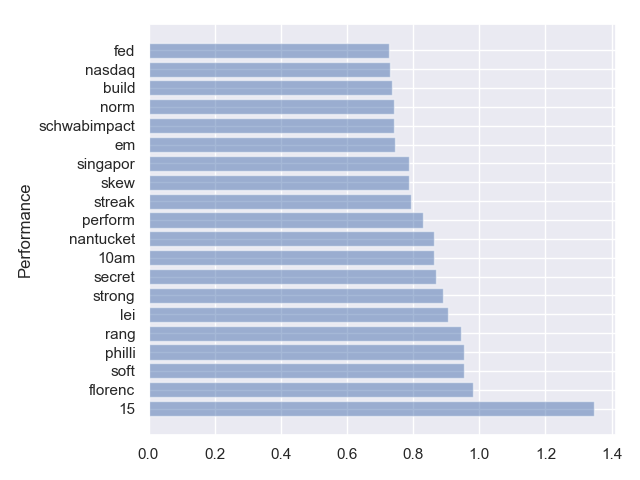 fed
nasdaq
build
norm
schwabimpact
em
singapor
skew
streak
perform
nantucket
10am
secret
strong
lei
rang
philli
soft
florenc
15
Performance
0.0 0.2 0.4 0.6 0.8 1.0 1.2 1.4